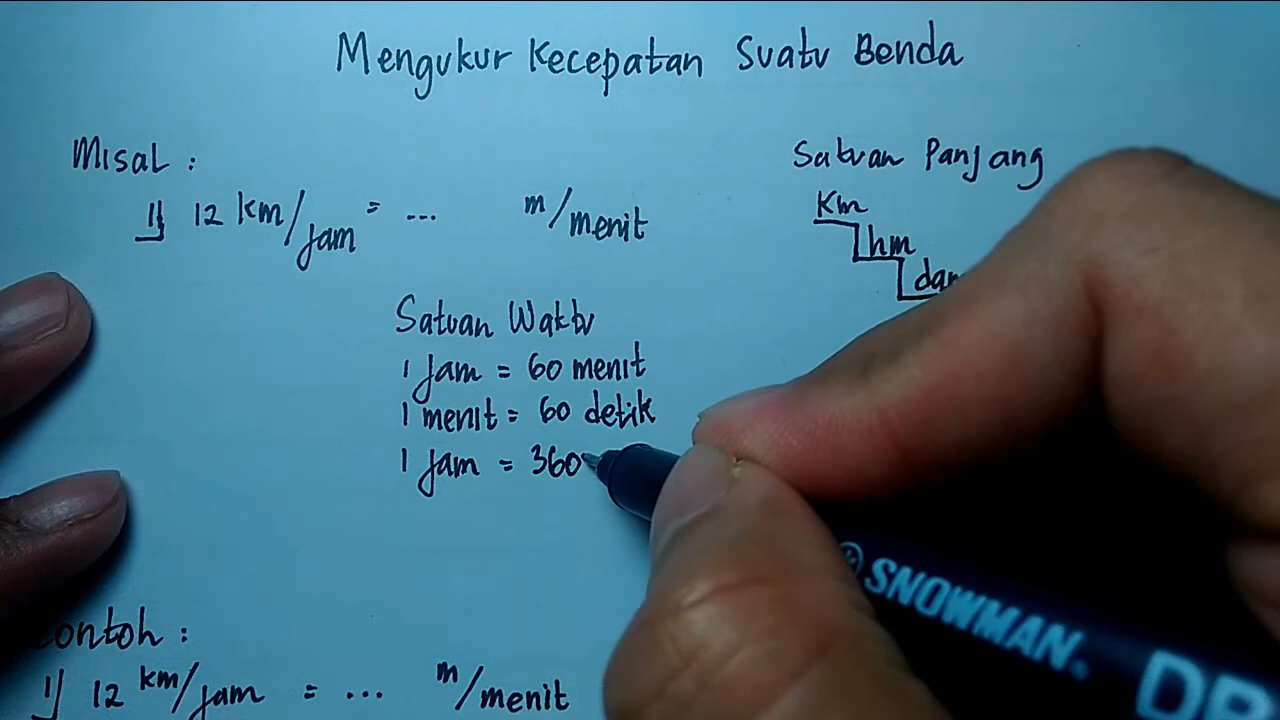 Mengukur Kecepatan Suatu Benda
Misal :
1] 12 km/jam = ... m/menit
Satuan Panjang
Km
hm
dam
Satuan Waktu
1 jam = 60 menit
1 menit = 60 detik
1 jam = 360
Contoh :
1] 12 km/jam = ... m/menit
SNOWMAN